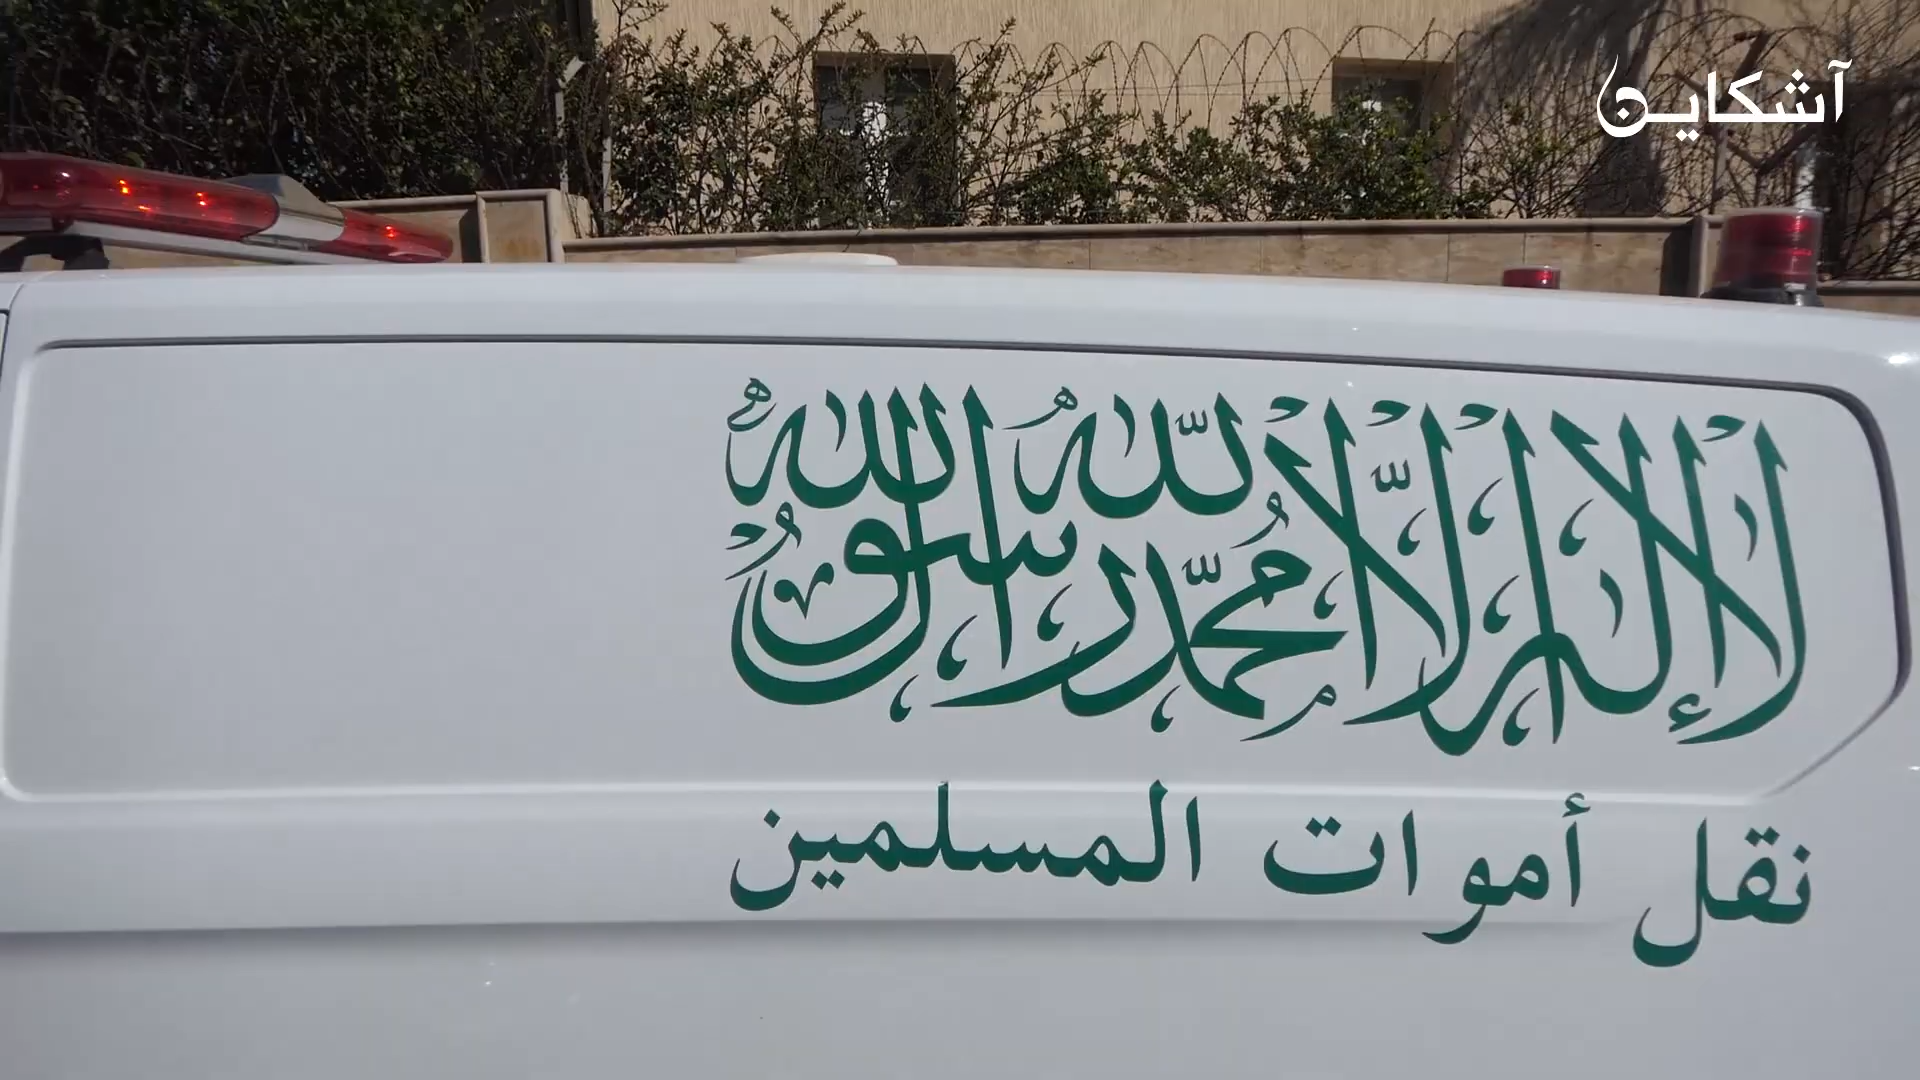 آشكاين
لا إله إلا الله محمد رسول الله
نقل أموات المسلمين